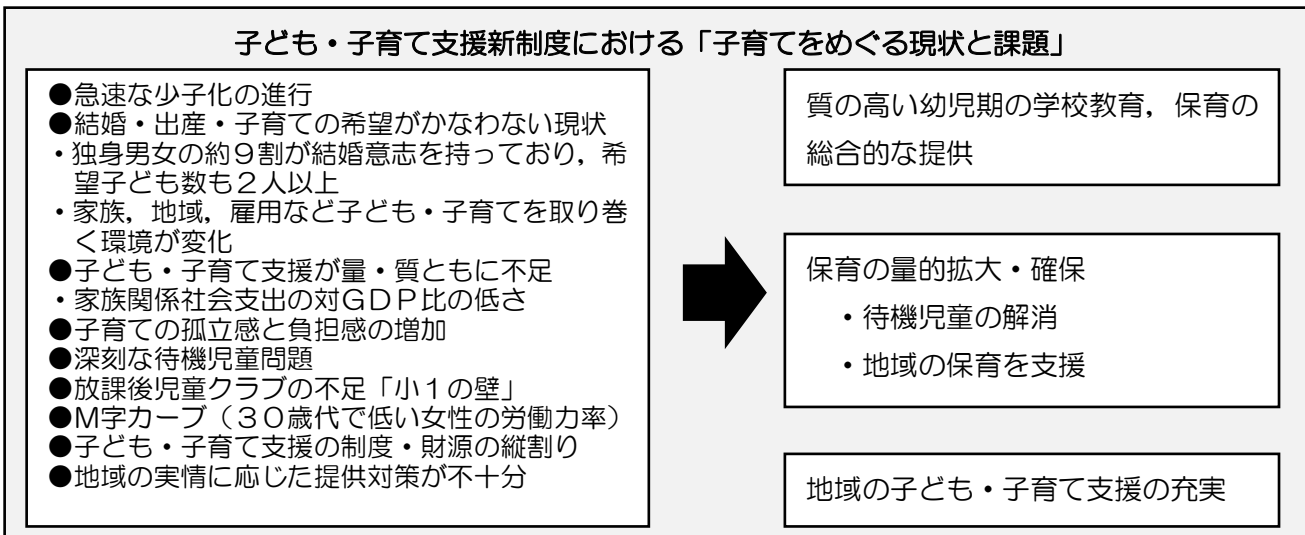 子ども・子育て支援新制度における「子育てをめぐる現状と課題」
●急速な少子化の進行
●結婚・出産・子育ての希望がかなわない現状
・独身男女の約９割が結婚意志を持っており，希
望子ども数も２人以上
・家族，地域，雇用など子ども・子育てを取り巻
く環境が変化
●子ども・子育て支援が量・質ともに不足
・家族関係社会支出の対ＧＤＰ比の低さ
●子育ての孤立感と負担感の増加
●深刻な待機児童問題
●放課後児童クラブの不足「小１の壁」
●Ｍ字カーブ（３０歳代で低い女性の労働力率）
●子ども・子育て支援の制度・財源の縦割り
●地域の実情に応じた提供対策が不十分
質の高い幼児期の学校教育，保育の
総合的な提供
保育の量的拡大・確保
・待機児童の解消
・地域の保育を支援
地域の子ども・子育て支援の充実